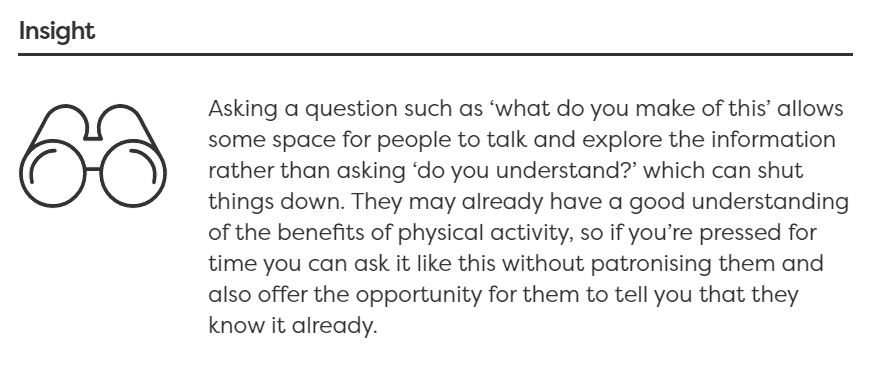 Insight
Asking a question such as ‘what do you make of this’ allows
some space for people to talk and explore the information
rather than asking ‘do you understand?’ which can shut
things down. They may already have a good understanding
of the benefits of physical activity, so if you’re pressed for
time you can ask it like this without patronising them and
also offer the opportunity for them to tell you that they
know it already.